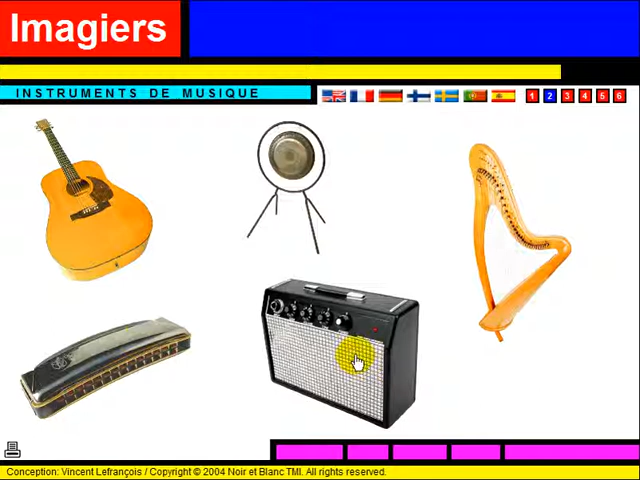 Imagiers
INSTRUMENTS DE MUSIQUE
1 2 3 4 5 6
Conception: Vincent Lefrançois / Copyright © 2004 Noir et Blanc TMI. All rights reserved.